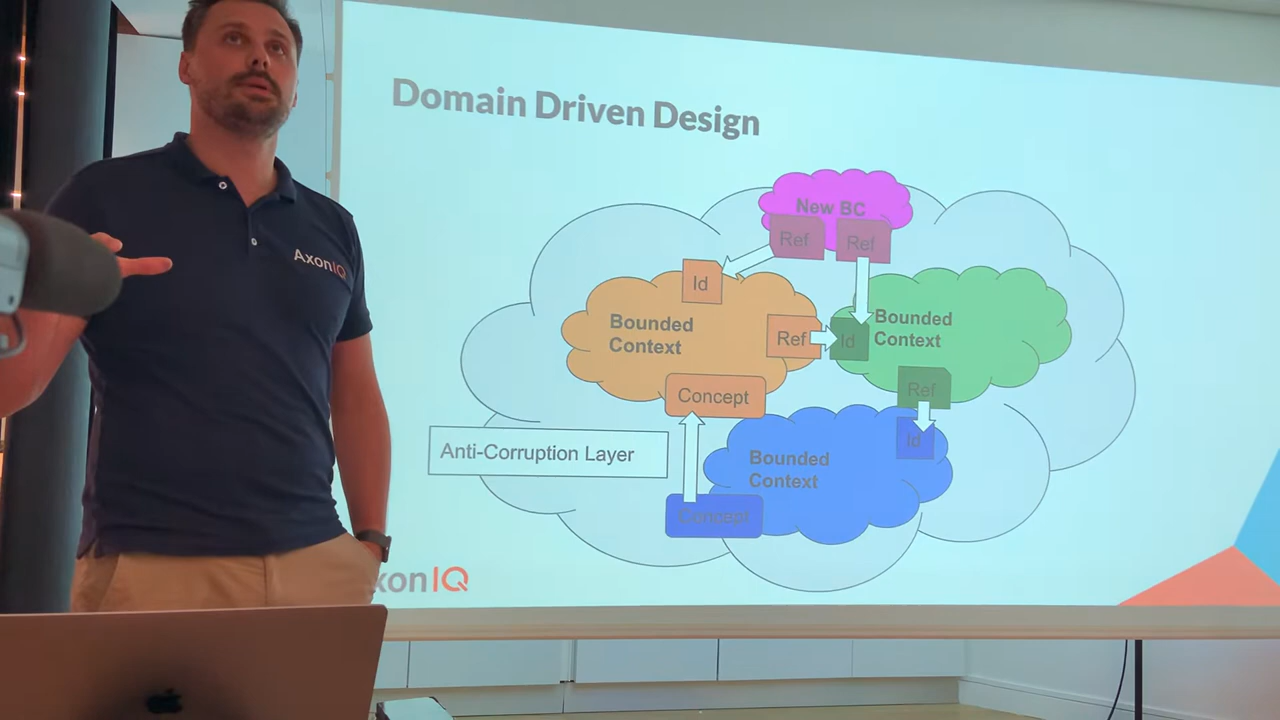 AxonIQ
Domain Driven Design
New BC
Ref
Ref
Id
Bounded
Context
Ref
Id
Bounded
Context
Concept
Ref
Anti-Corruption Layer
Bounded
Context
Id
Concept
xonIQ